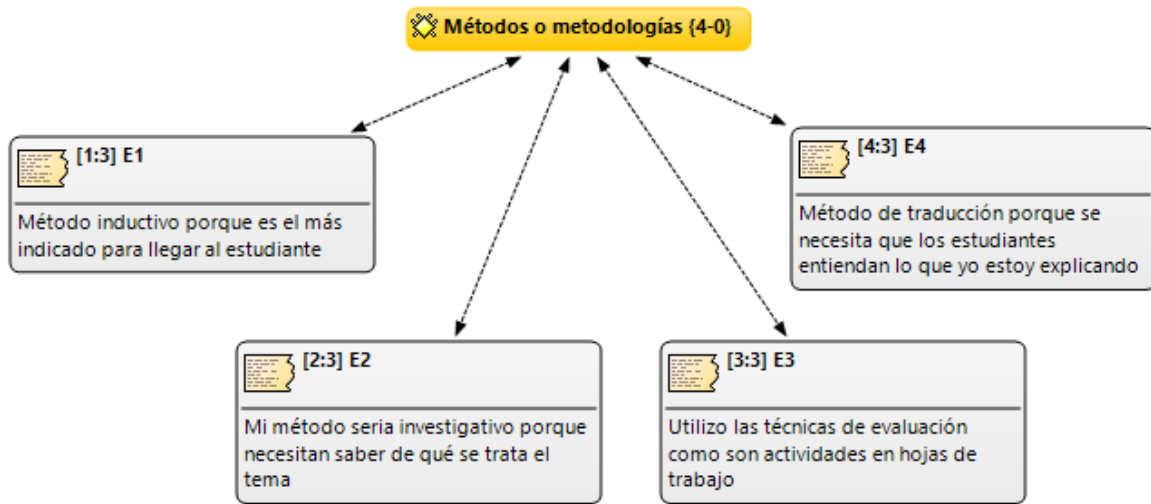 Métodos o metodologías {4-0}
[1:3] E1
Método inductivo porque es el más
indicado para llegar al estudiante
[4:3] E4
Método de traducción porque se
necesita que los estudiantes
entiendan lo que yo estoy explicando
[2:3] E2
Mi método seria investigativo porque
necesitan saber de qué se trata el
tema
[3:3] E3
Utilizo las técnicas de evaluación
como son actividades en hojas de
trabajo